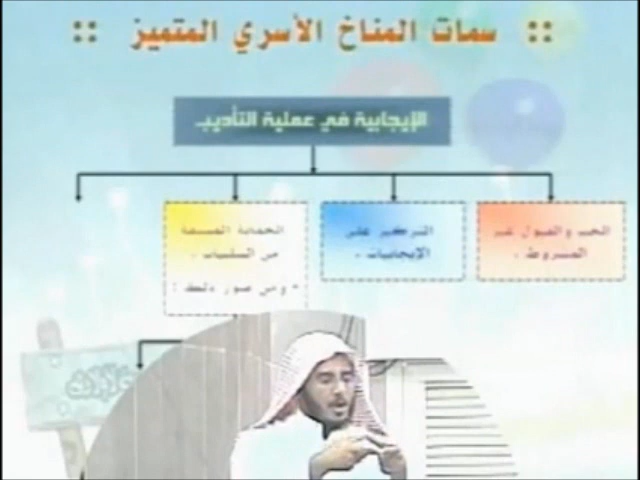 :: سمات المناخ الأسري المتميز ::
الإيجابية في عملية التأديب
الحب والقبول غير
المشروط .
التركيز على
الإيجابيات .
الحماية المسبقة
من السلبيات .
* ومن صور ذلك :